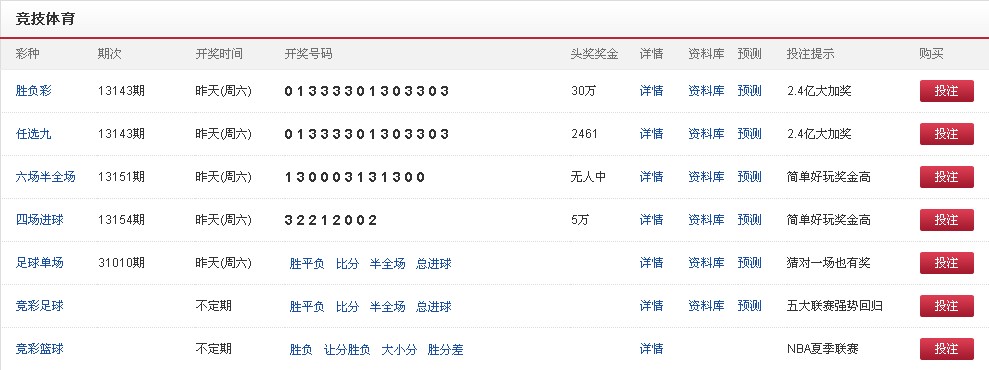 竞技体育
彩种 期次 开奖时间 开奖号码 头奖奖金 详情 资料库 预测 投注提示 购买
胜负彩 13143期 昨天(周六) 0 1 3 3 3 3 0 1 3 0 3 3 0 3 30万 详情 资料库 预测 2.4亿大加奖 投注
任选九 13143期 昨天(周六) 0 1 3 3 3 3 0 1 3 0 3 3 0 3 2461 详情 资料库 预测 2.4亿大加奖 投注
六场半全场 13151期 昨天(周六) 1 3 0 0 0 3 1 3 1 3 0 0 无人中 详情 资料库 预测 简单好玩奖金高 投注
四场进球 13154期 昨天(周六) 3 2 2 1 2 0 0 2 5万 详情 资料库 预测 简单好玩奖金高 投注
足球单场 31010期 昨天(周六) 胜平负 比分 半全场 总进球 详情 资料库 预测 猜对一场也有奖 投注
竞彩足球 不定期 胜平负 比分 半全场 总进球 详情 资料库 预测 五大联赛强势回归 投注
竞彩篮球 不定期 胜负 让分胜负 大小分 胜分差 详情 NBA夏季联赛 投注